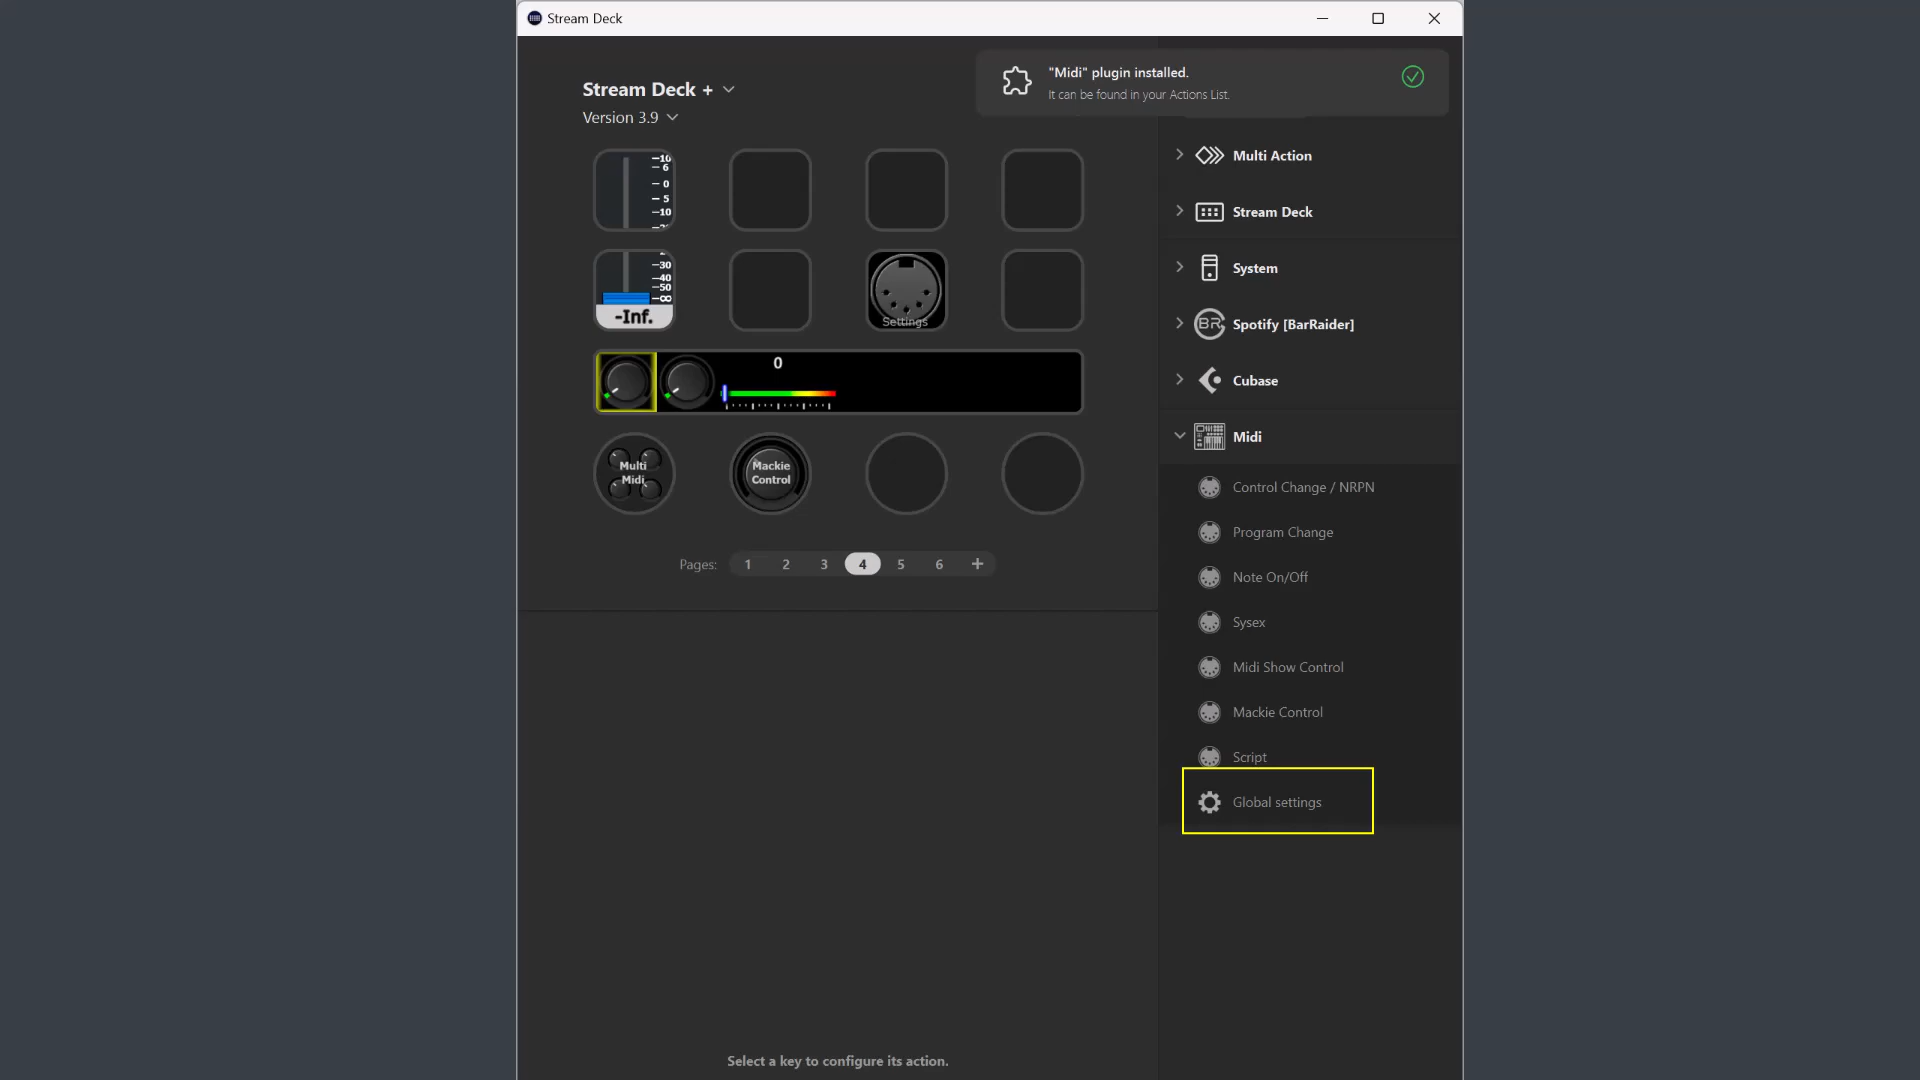 Stream Deck
Stream Deck +
Version 3.9
"Midi" plugin installed.
It can be found in your Actions List.
10
6
0
5
10
30
40
50
∞
-Inf.
Settings
0
Multi
Midi
Mackie
Control
Pages: 1 2 3 4 5 6 +
Select a key to configure its action.
Multi Action
Stream Deck
System
BR
Spotify [BarRaider]
Cubase
Midi
Control Change / NRPN
Program Change
Note On/Off
Sysex
Midi Show Control
Mackie Control
Script
Global settings